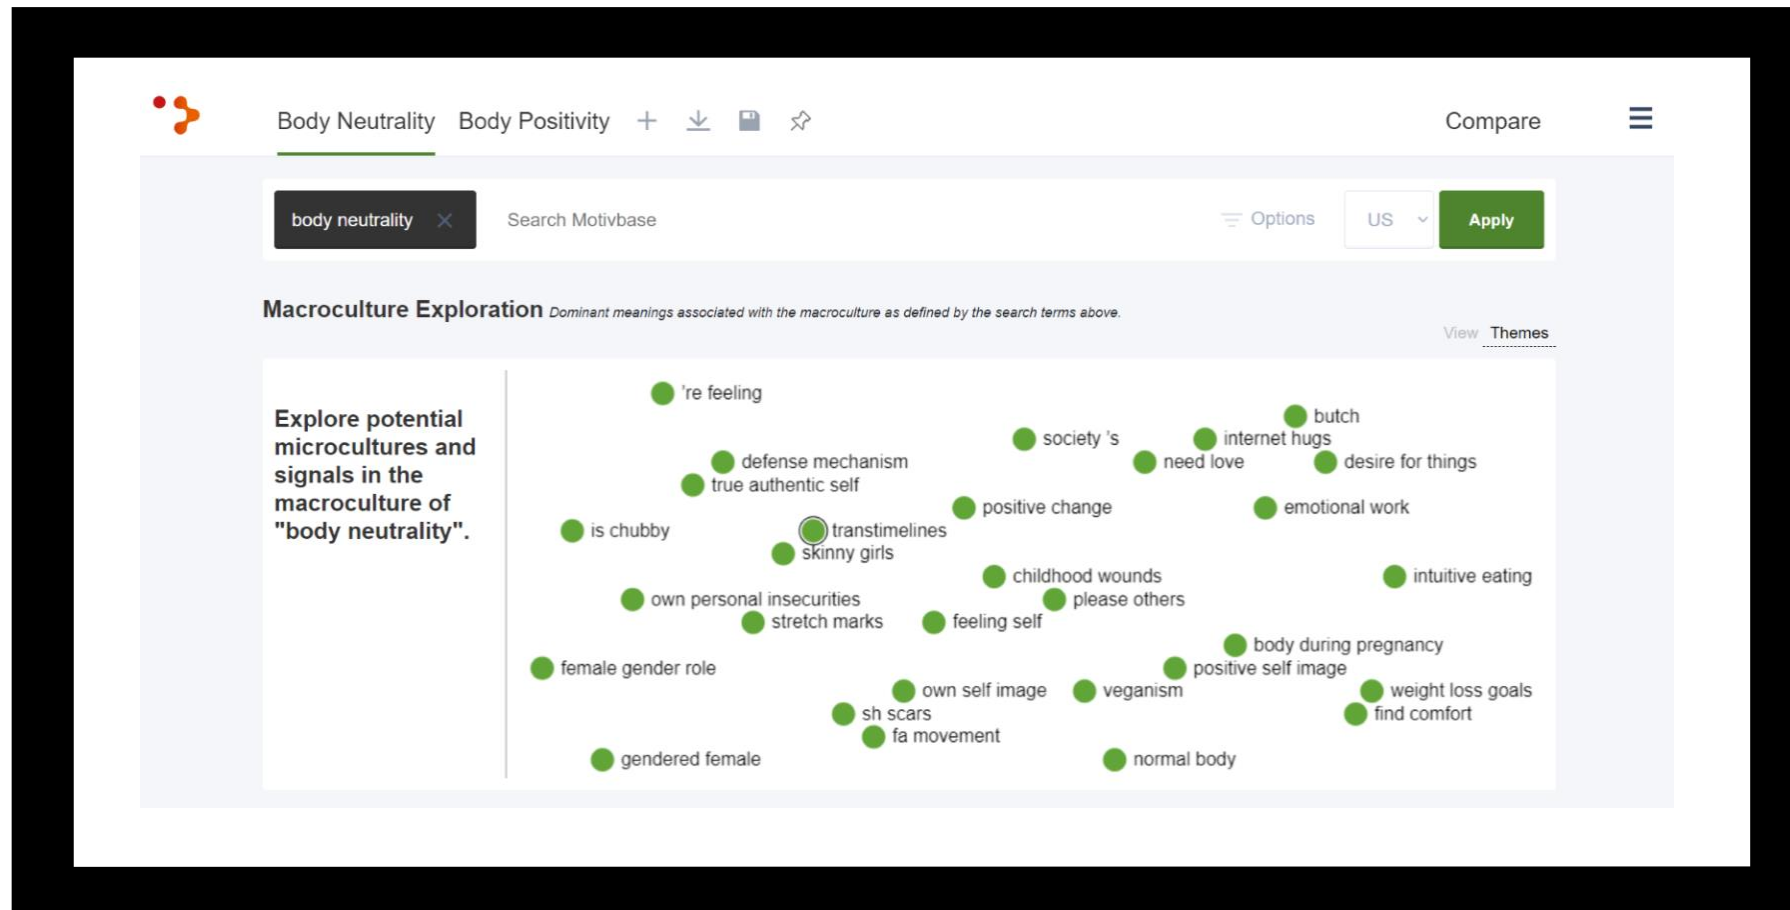 Body Neutrality Body Positivity Compare
body neutrality Search Motivbase Options US Apply
Macroculture Exploration Dominant meanings associated with the macroculture as defined by the search terms above.
View Themes
Explore potential
microcultures and
signals in the
macroculture of
"body neutrality".
're feeling
butch
society 's
internet hugs
defense mechanism
need love
desire for things
true authentic self
positive change
emotional work
is chubby
transtimelines
skinny girls
childhood wounds
intuitive eating
own personal insecurities
please others
stretch marks
feeling self
body during pregnancy
female gender role
positive self image
own self image
veganism
weight loss goals
sh scars
find comfort
fa movement
gendered female
normal body